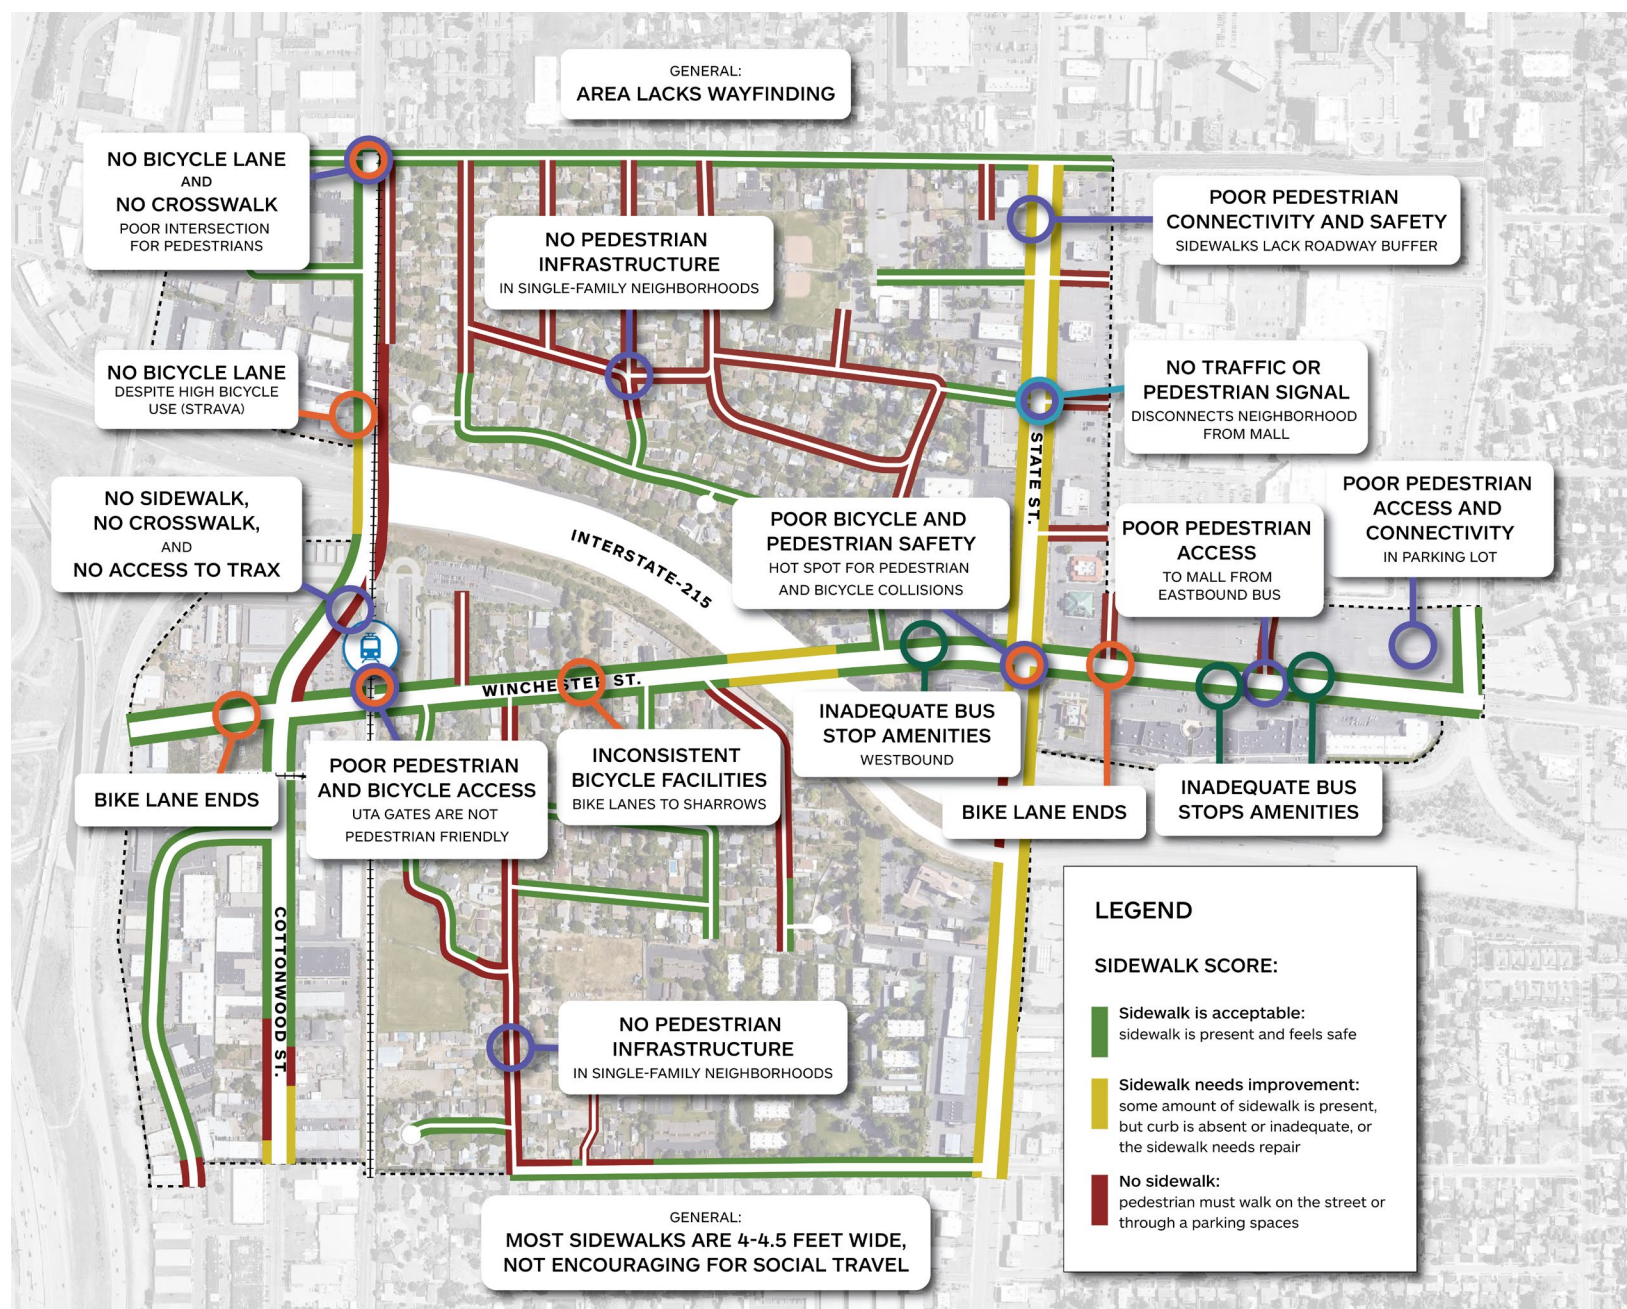 GENERAL:
AREA LACKS WAYFINDING
NO BICYCLE LANE
AND
NO CROSSWALK
POOR INTERSECTION
FOR PEDESTRIANS
NO PEDESTRIAN
INFRASTRUCTURE
IN SINGLE-FAMILY NEIGHBORHOODS
POOR PEDESTRIAN
CONNECTIVITY AND SAFETY
SIDEWALKS LACK ROADWAY BUFFER
NO BICYCLE LANE
DESPITE HIGH BICYCLE
USE (STRAVA)
NO TRAFFIC OR
PEDESTRIAN SIGNAL
DISCONNECTS NEIGHBORHOOD
FROM MALL
STATE ST.
NO SIDEWALK,
NO CROSSWALK,
AND
NO ACCESS TO TRAX
INTERSTATE-215
POOR BICYCLE AND
PEDESTRIAN SAFETY
HOT SPOT FOR PEDESTRIAN
AND BICYCLE COLLISIONS
POOR PEDESTRIAN
ACCESS
TO MALL FROM
EASTBOUND BUS
POOR PEDESTRIAN
ACCESS AND
CONNECTIVITY
IN PARKING LOT
WINCHESTER ST.
BIKE LANE ENDS
POOR PEDESTRIAN
AND BICYCLE ACCESS
UTA GATES ARE NOT
PEDESTRIAN FRIENDLY
INCONSISTENT
BICYCLE FACILITIES
BIKE LANES TO SHARROWS
INADEQUATE BUS
STOP AMENITIES
WESTBOUND
BIKE LANE ENDS
INADEQUATE BUS
STOPS AMENITIES
COTTONWOOD ST.
NO PEDESTRIAN
INFRASTRUCTURE
IN SINGLE-FAMILY NEIGHBORHOODS
GENERAL:
MOST SIDEWALKS ARE 4-4.5 FEET WIDE,
NOT ENCOURAGING FOR SOCIAL TRAVEL
LEGEND
SIDEWALK SCORE:
Sidewalk is acceptable:
sidewalk is present and feels safe
Sidewalk needs improvement:
some amount of sidewalk is present,
but curb is absent or inadequate, or
the sidewalk needs repair
No sidewalk:
pedestrian must walk on the street or
through a parking spaces